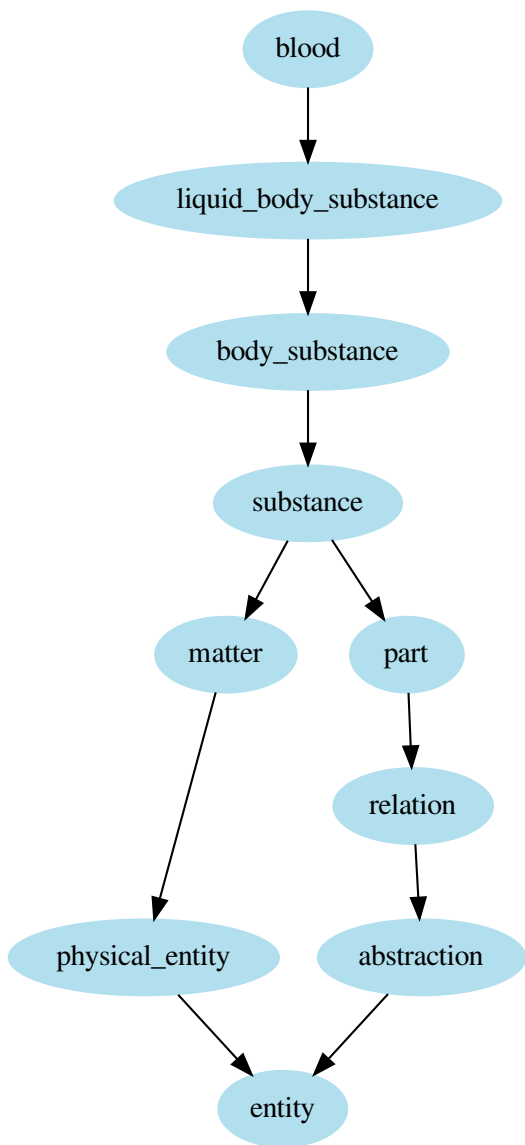 blood
liquid_body_substance
body_substance
substance
matter
part
relation
physical_entity
abstraction
entity